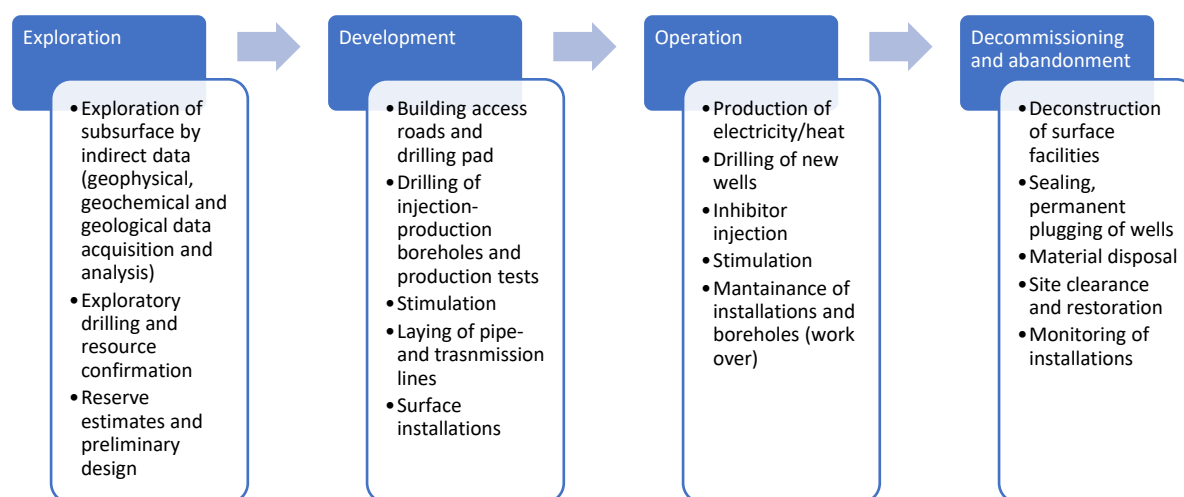 Exploration
• Exploration of
subsurface by
indirect data
(geophysical,
geochemical and
geological data
acquisition and
analysis)
• Exploratory
drilling and
resource
confirmation
• Reserve
estimates and
preliminary
design
Development
• Building access
roads and
drilling pad
• Drilling of
injection-
production
boreholes and
production tests
• Stimulation
• Laying of pipe-
and trasnmission
lines
• Surface
installations
Operation
• Production of
electricity/heat
• Drilling of new
wells
• Inhibitor
injection
• Stimulation
• Mantainance of
installations and
boreholes (work
over)
Decommissioning
and abandonment
• Deconstruction
of surface
facilities
• Sealing,
permanent
plugging of wells
• Material disposal
• Site clearance
and restoration
• Monitoring of
installations